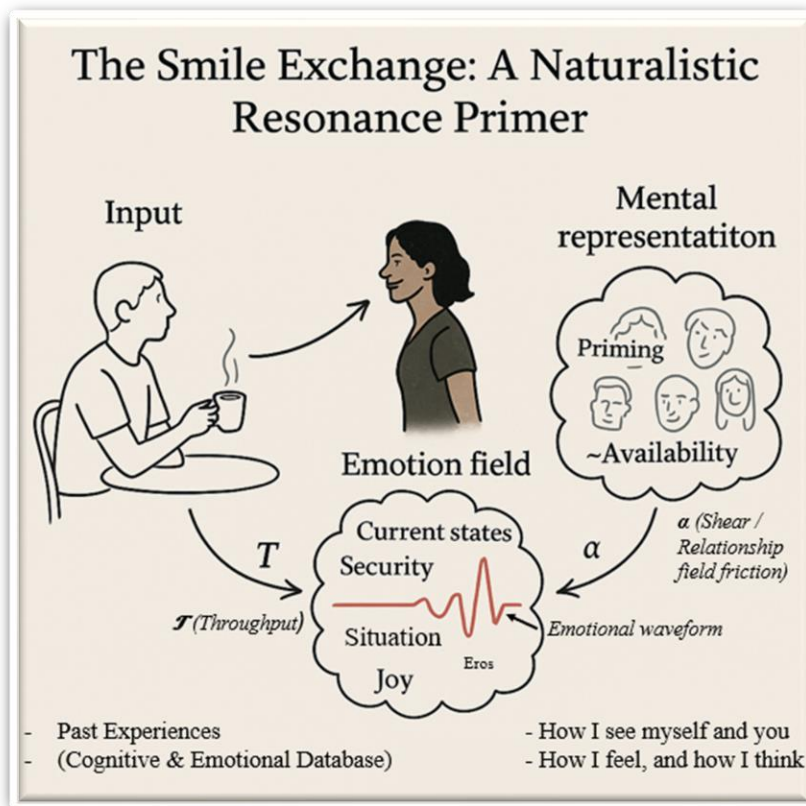 The Smile Exchange: A Naturalistic
Resonance Primer
Input
Mental
representatiton
Priming
~Availability
Emotion field
Current states
Security
Situation
Eros
Joy
T
T (Throughput)
α
α (Shear /
Relationship
field friction)
Emotional waveform
- Past Experiences
- (Cognitive & Emotional Database)
- How I see myself and you
- How I feel, and how I think